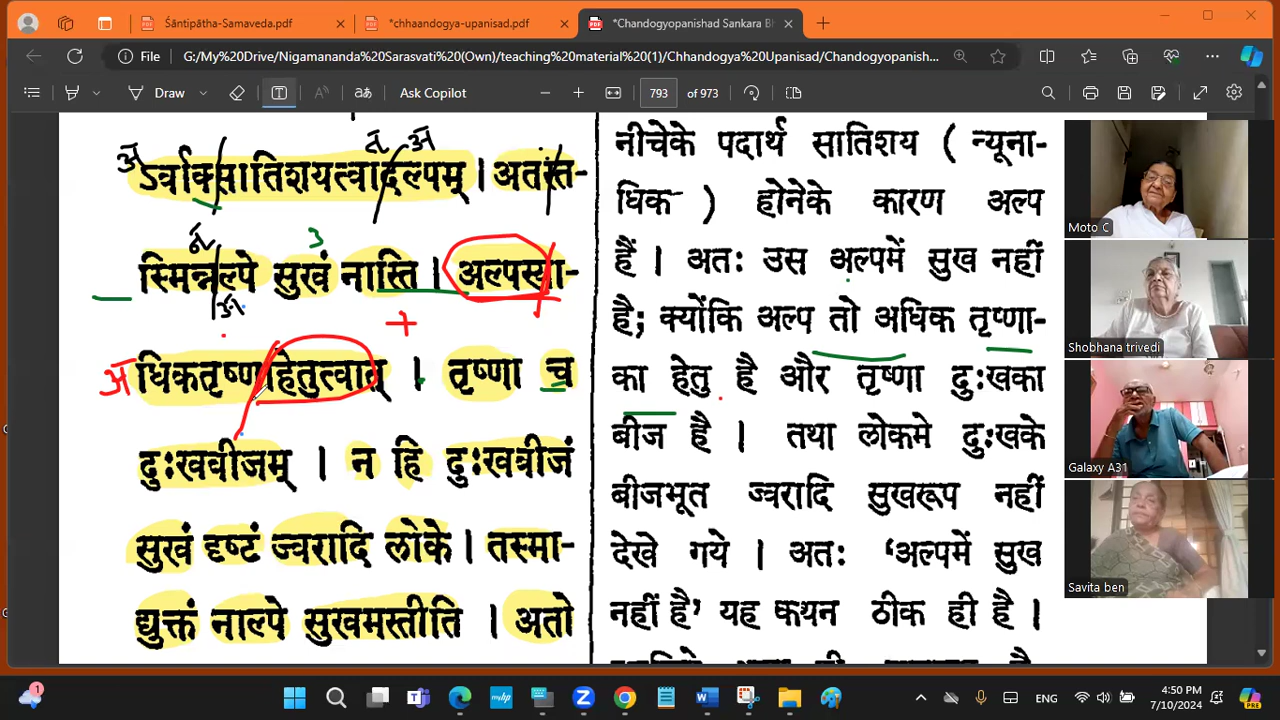 Śāntipātha-Samaveda.pdf
*chhaandogya-upanisad.pdf
*Chandogyopanishad Sankara Bh
File
G:/My%20Drive/Nigamananda Sarasvati%20(Own)/teaching%20material%20(1)/Chhandogya%20Upanisad/Chandogyopanish...
Draw
Ask Copilot
793 of 973
अ त अ
ऽर्वाक्सातिशयत्वादल्पम् । अतस्त-
न्
स्मिन्नल्पे सुखं नास्ति । अल्पस्या-
अ
+
अ धिकतृष्णाहेतुत्वात् । तृष्णा च
दुःखबीजम् । न हि दुःखबीजं
सुखं दृष्टं ज्वरादि लोके । तस्मा-
द्युक्तं नाल्पे सुखमस्तीति । अतो
नीचेके पदार्थ सातिशय ( न्यूना-
धिक ) होनेके कारण अल्प
हैं । अतः उस अल्पमें सुख नहीं
है; क्योंकि अल्प तो अधिक तृष्णा-
का हेतु है और तृष्णा दुःखका
बीज है । तथा लोकमे दुःखके
बीजभूत ज्वरादि सुखरूप नहीं
देखे गये । अतः ‘अल्पमें सुख
नहीं है’ यह कथन ठीक ही है ।
Moto C
Shobhana trivedi
Galaxy A31
Savita ben
1
ENG
4:50 PM
7/10/2024